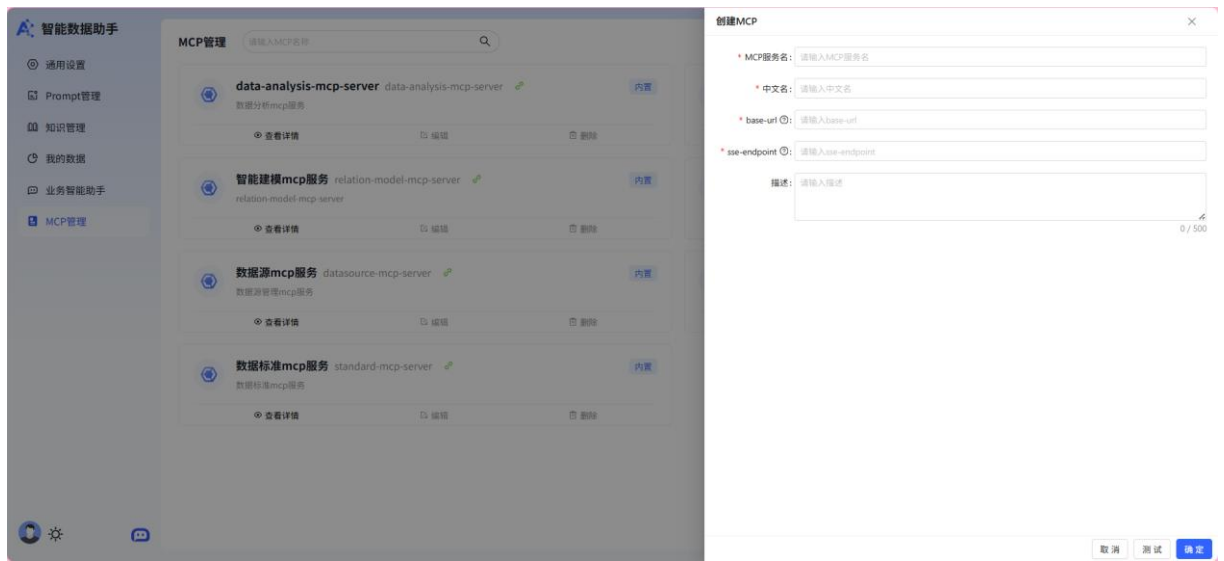 智能数据助手
通用设置
Prompt管理
知识管理
我的数据
业务智能助手
MCP管理
MCP管理 请输入MCP名称
data-analysis-mcp-server data-analysis-mcp-server 内置
数据分析mcp服务
查看详情 编辑 删除
智能建模mcp服务 relation-model-mcp-server 内置
relation-model-mcp-server
查看详情 编辑 删除
数据源mcp服务 datasource-mcp-server 内置
数据源管理mcp服务
查看详情 编辑 删除
数据标准mcp服务 standard-mcp-server 内置
数据标准mcp服务
查看详情 编辑 删除
创建MCP
* MCP服务名: 请输入MCP服务名
* 中文名: 请输入中文名
* base-url : 请输入base-url
* sse-endpoint : 请输入sse-endpoint
描述: 请输入描述
0 / 500
取消 测试 确定